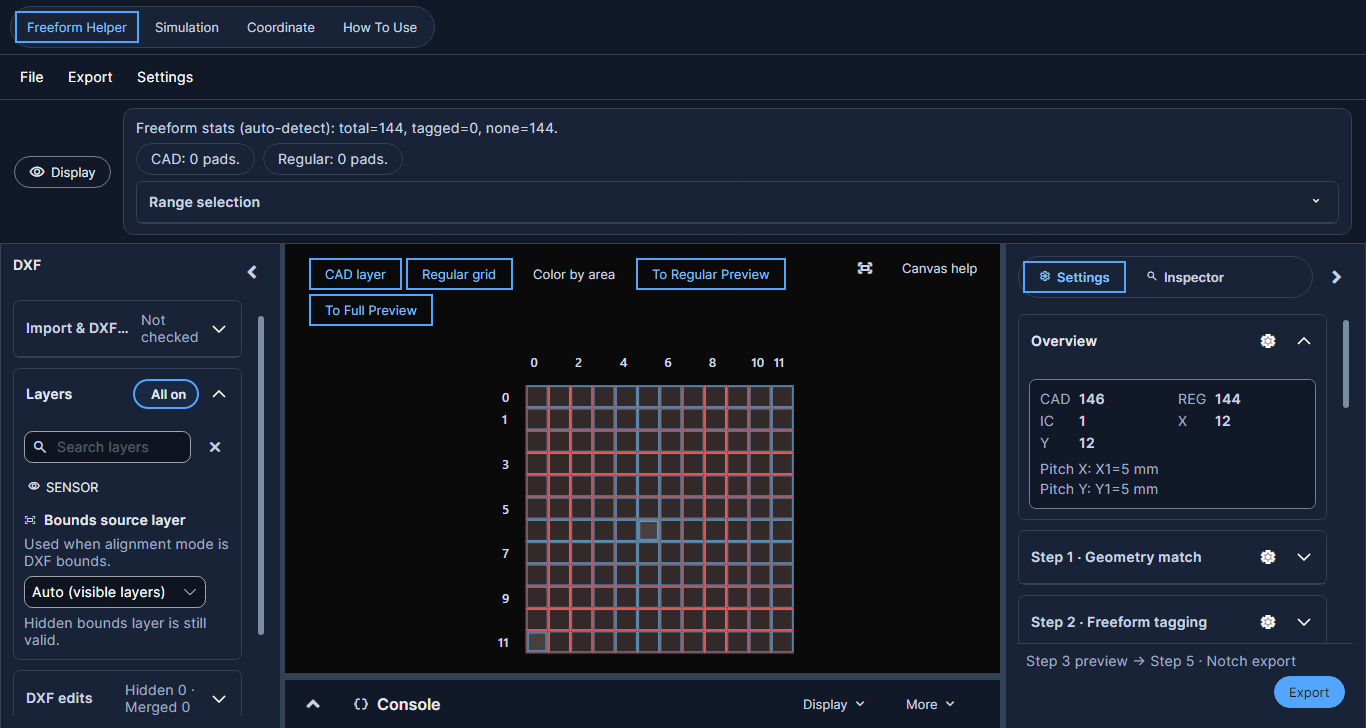 Freeform Helper Simulation Coordinate How To Use
File Export Settings
Display
Freeform stats (auto-detect): total=144, tagged=0, none=144.
CAD: 0 pads. Regular: 0 pads.
Range selection
DXF
Import & DXF... Not checked
Layers All on
Search layers
SENSOR
Bounds source layer
Used when alignment mode is
DXF bounds.
Auto (visible layers)
Hidden bounds layer is still
valid.
DXF edits Hidden 0 ·
Merged 0
CAD layer Regular grid Color by area To Regular Preview
To Full Preview
Canvas help
0 2 4 6 8 10 11
0
1
3
5
7
9
11
Console Display More
Settings Inspector
Overview
CAD 146 REG 144
IC 1 X 12
Y 12
Pitch X: X1=5 mm
Pitch Y: Y1=5 mm
Step 1 · Geometry match
Step 2 · Freeform tagging
Step 3 preview → Step 5 · Notch export
Export